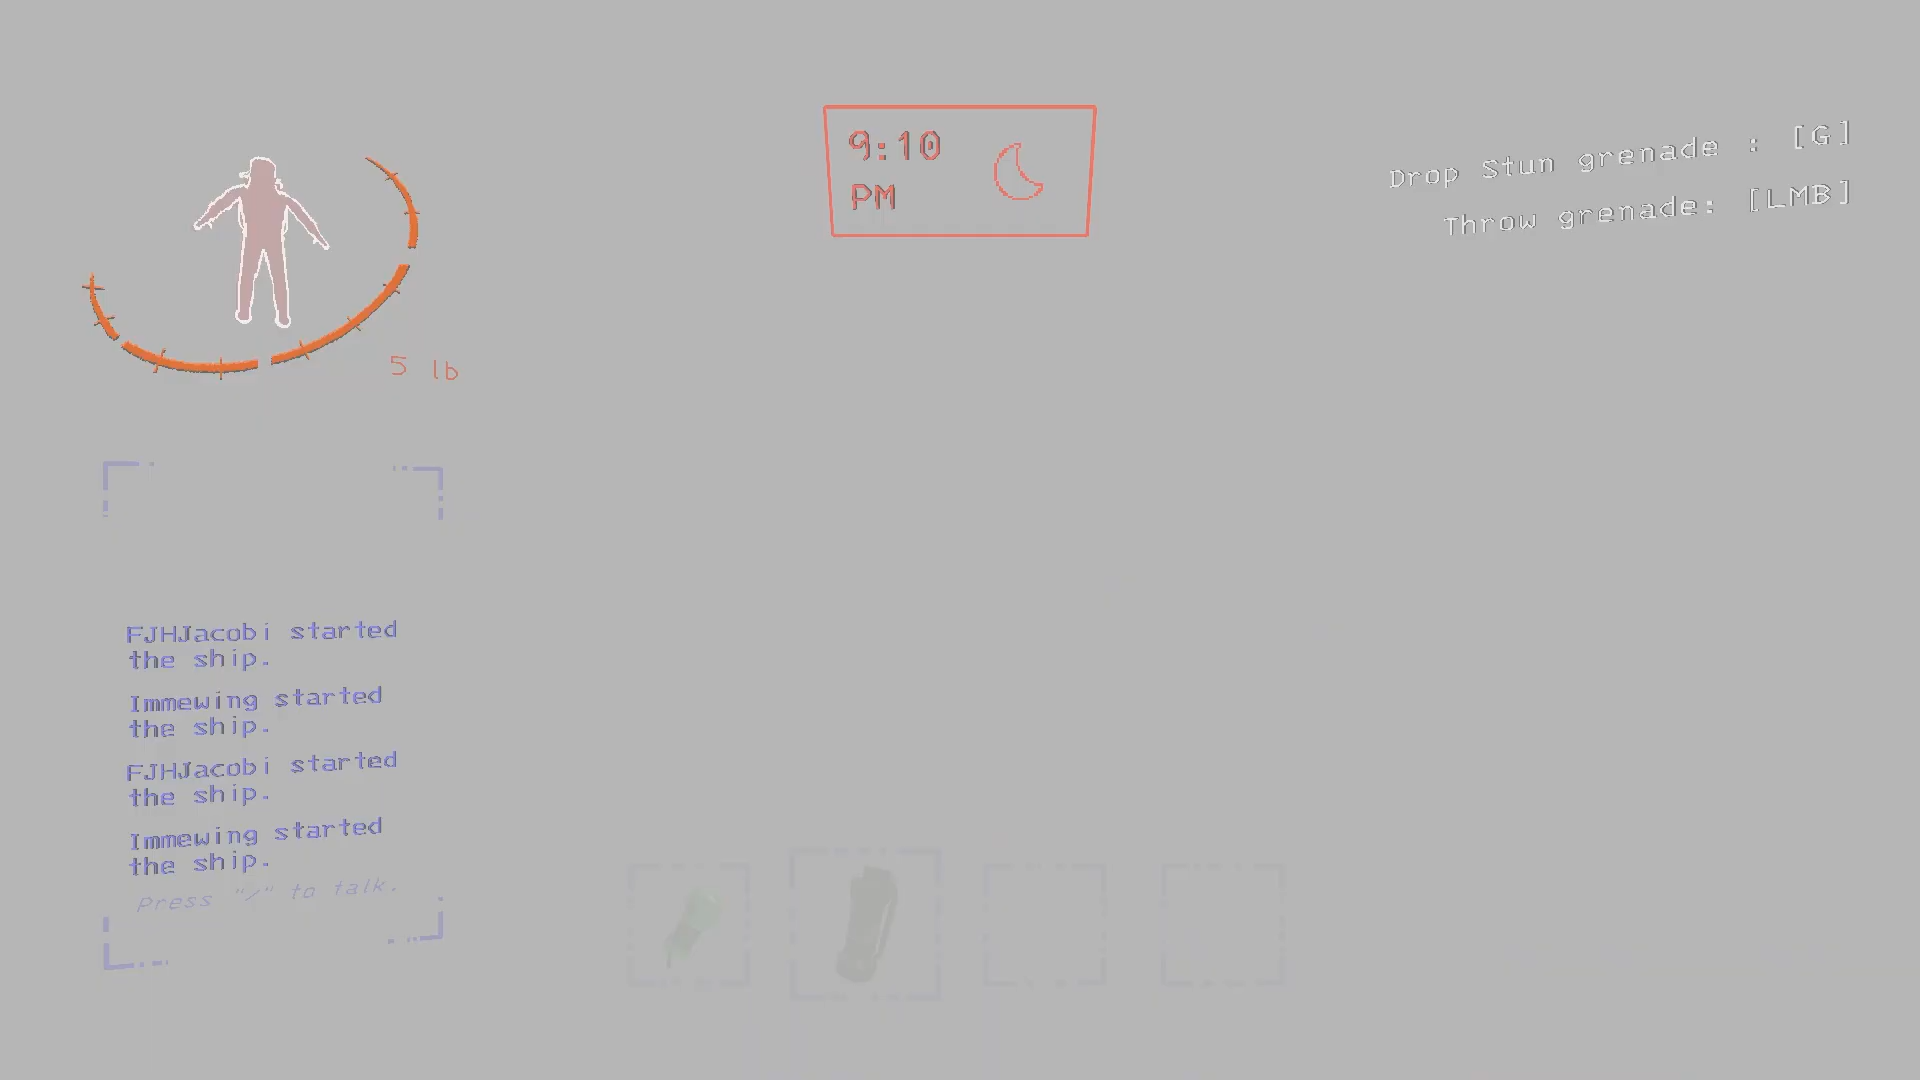 9:10
PM
Drop Stun grenade : [G]
Throw grenade: [LMB]
5 lb
FJHJacobi started
the ship.
Immewing started
the ship.
FJHJacobi started
the ship.
Immewing started
the ship.
Press "/" to talk.